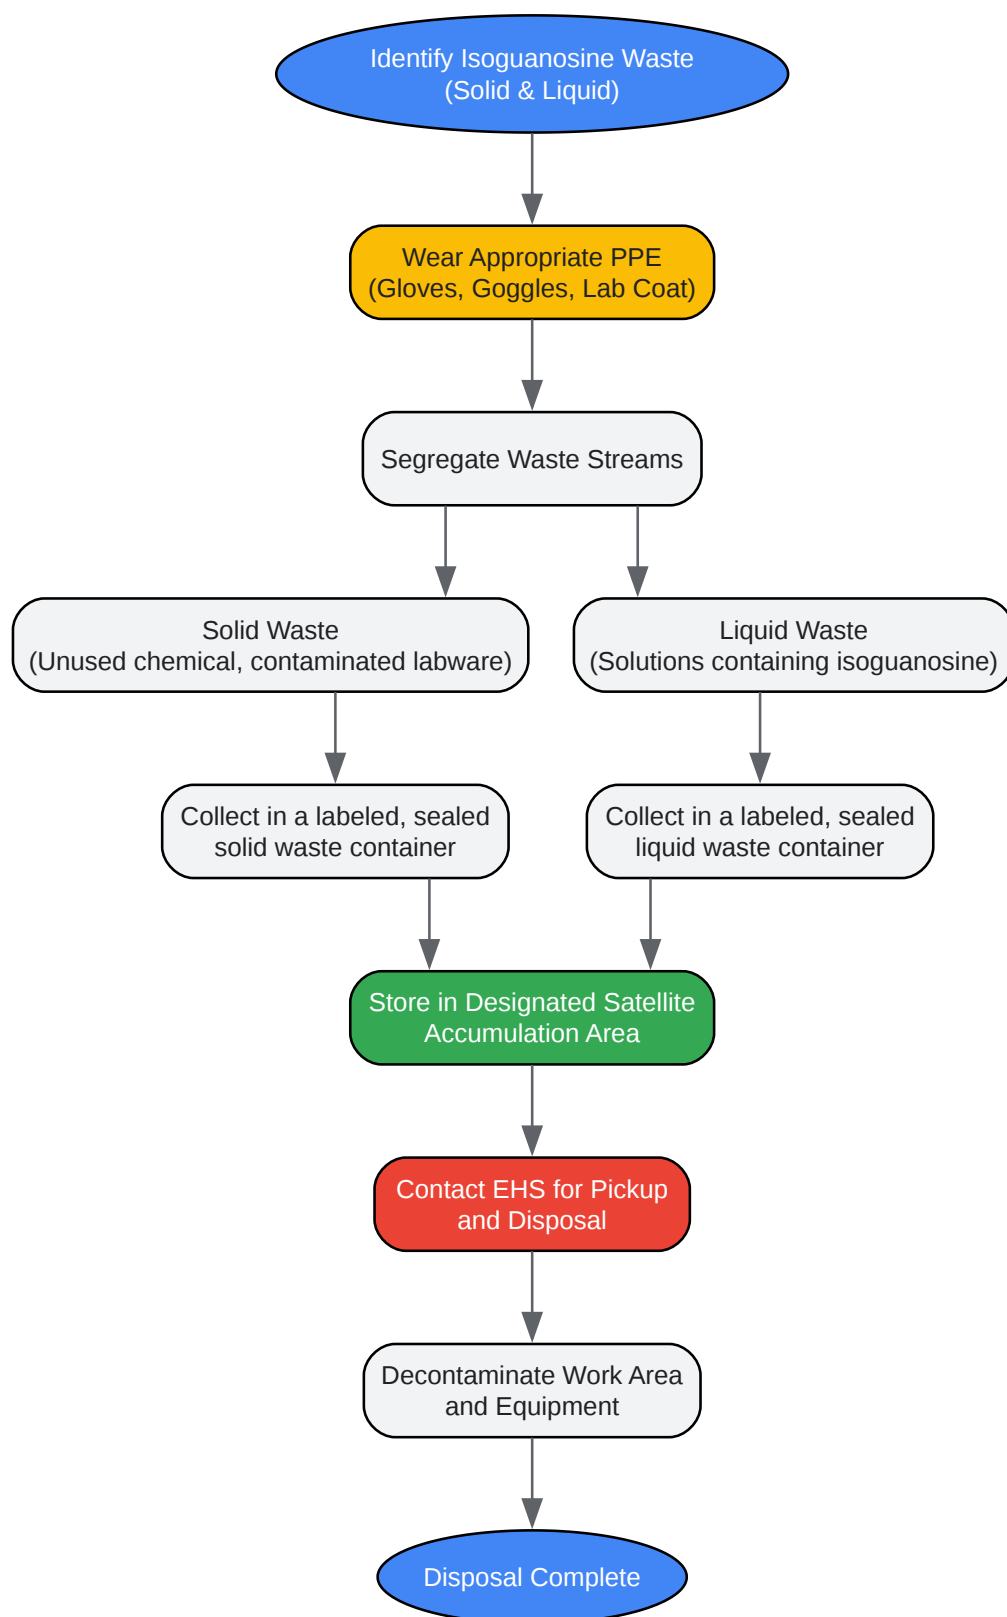 Identify Isoguanosine Waste
(Solid & Liquid)
Wear Appropriate PPE
(Gloves, Goggles, Lab Coat)
Segregate Waste Streams
Solid Waste
(Unused chemical, contaminated labware)
Liquid Waste
(Solutions containing isoguanosine)
Collect in a labeled, sealed
solid waste container
Collect in a labeled, sealed
liquid waste container
Store in Designated Satellite
Accumulation Area
Contact EHS for Pickup
and Disposal
Decontaminate Work Area
and Equipment
Disposal Complete